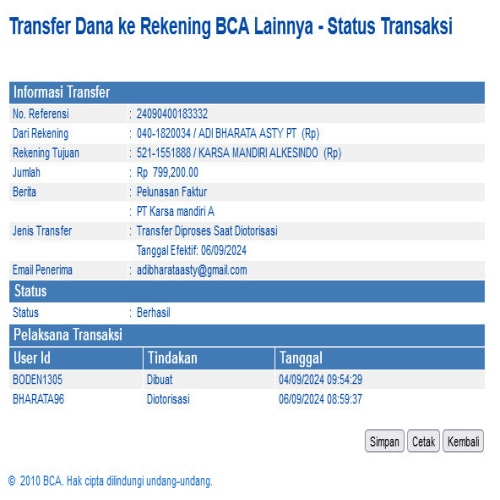 Transfer Dana ke Rekening BCA Lainnya - Status Transaksi
Informasi Transfer
No. Referensi : 24090400183332
Dari Rekening : 040-1820034 / ADI BHARATA ASTY PT (Rp)
Rekening Tujuan : 521-1551888 / KARSA MANDIRI ALKESINDO (Rp)
Jumlah : Rp 799,200.00
Berita : Pelunasan Faktur
: PT Karsa mandiri A
Jenis Transfer : Transfer Diproses Saat Diotorisasi
Tanggal Efektif: 06/09/2024
Email Penerima : adibharataasty@gmail.com
Status
Status : Berhasil
Pelaksana Transaksi
User Id Tindakan Tanggal
BODEN1305 Dibuat 04/09/2024 09:54:29
BHARATA96 Diotorisasi 06/09/2024 08:59:37
Simpan Cetak Kembali
© 2010 BCA. Hak cipta dilindungi undang-undang.